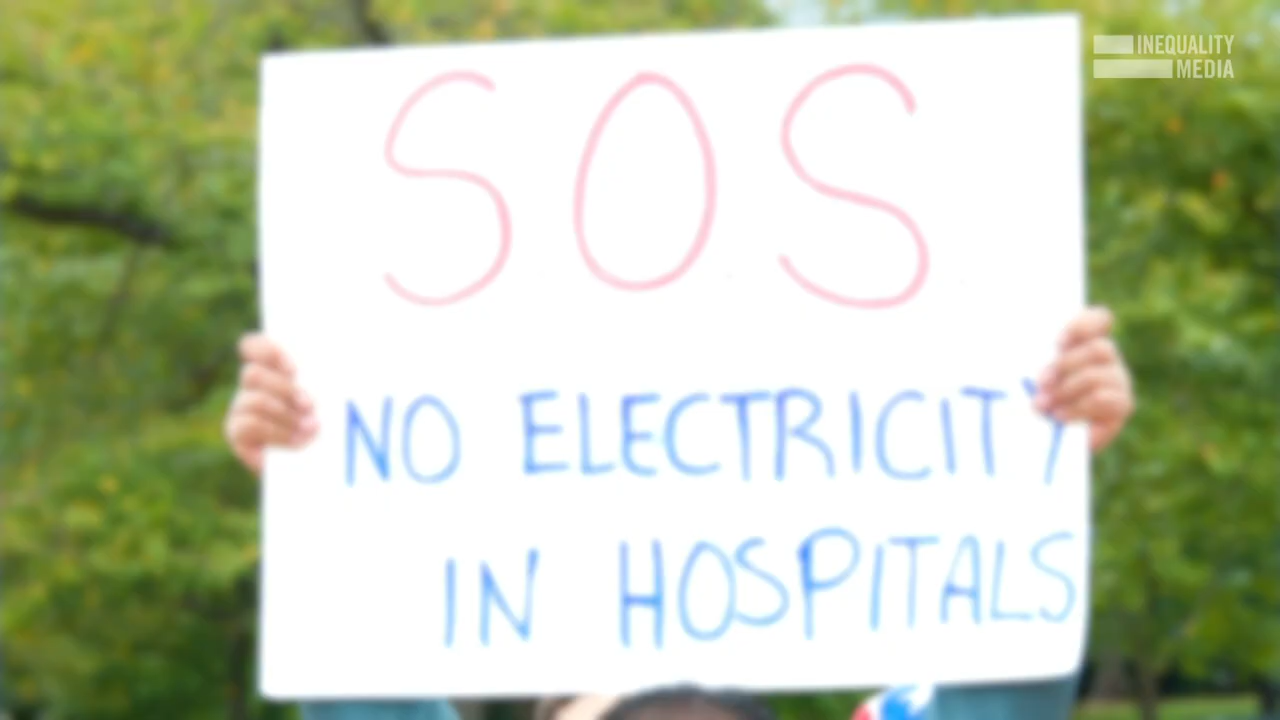 INEQUALITY
MEDIA
SOS
NO ELECTRICITY
IN HOSPITALS